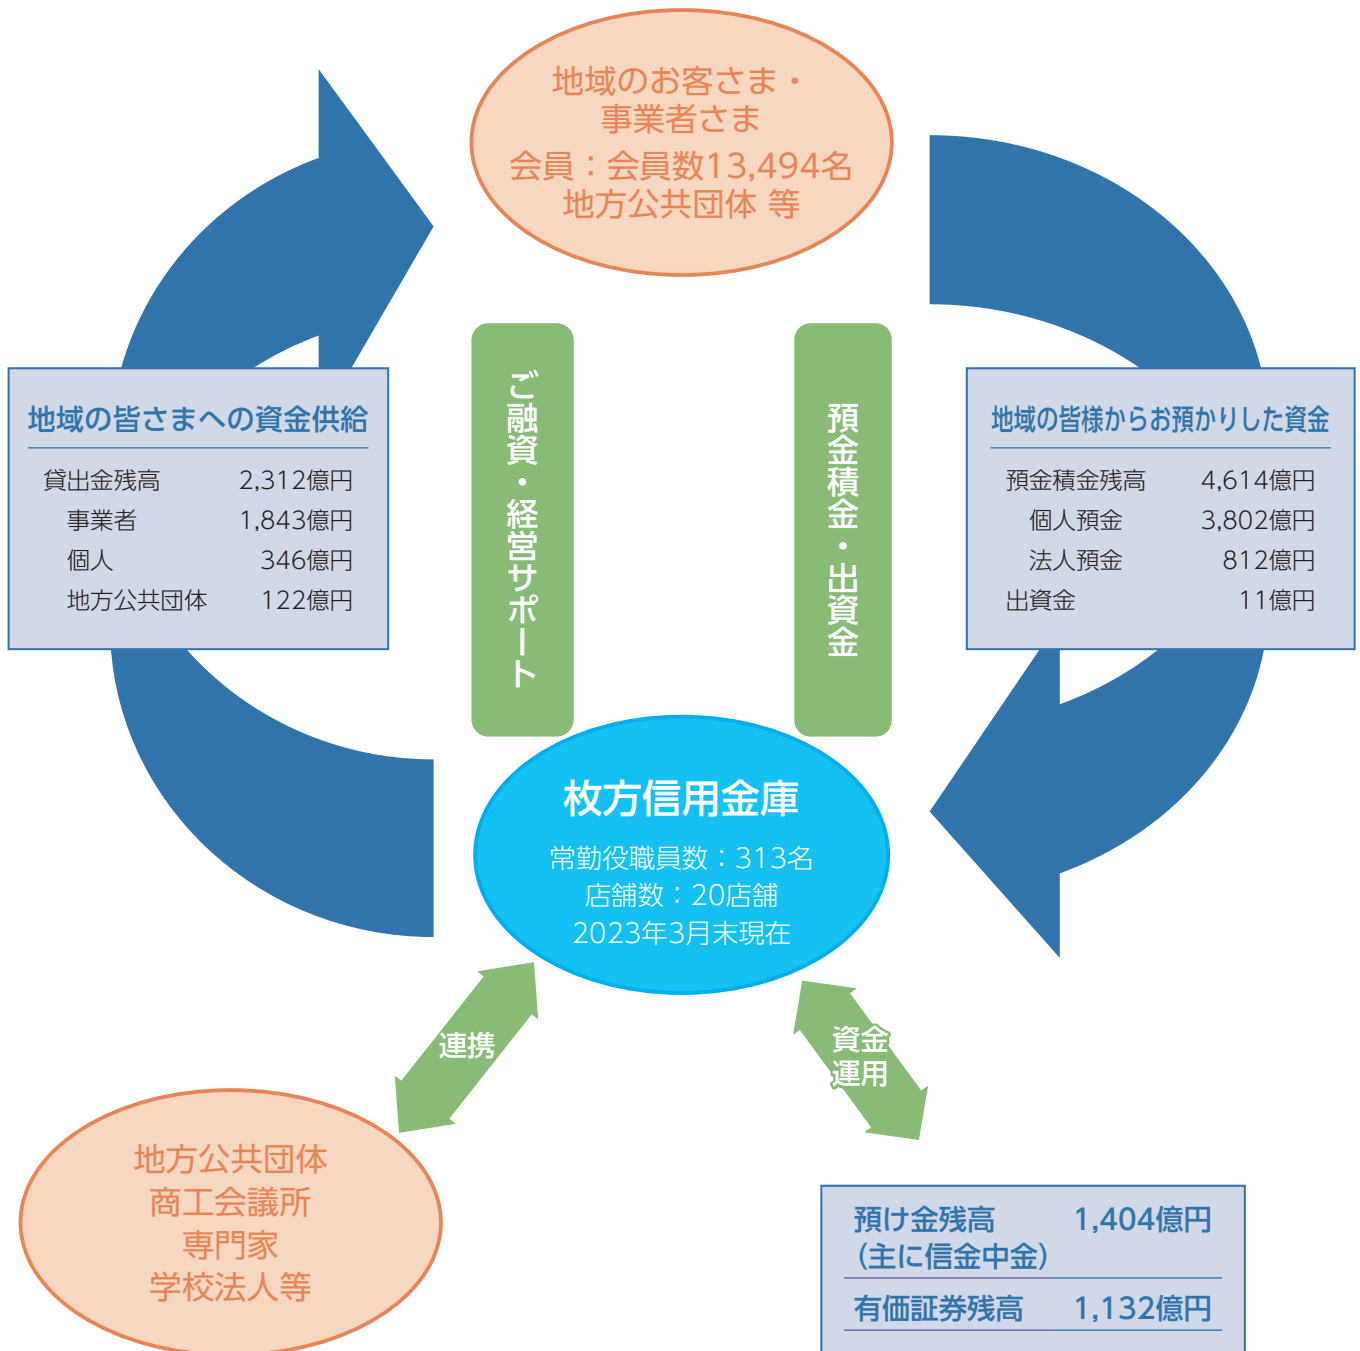 地域のお客さま・
事業者さま
会員：会員数13,494名
地方公共団体 等
地域の皆さまへの資金供給
貸出金残高 2,312億円
事業者 1,843億円
個人 346億円
地方公共団体 122億円
ご融資・経営サポート
預金積金・出資金
地域の皆様からお預かりした資金
預金積金残高 4,614億円
個人預金 3,802億円
法人預金 812億円
出資金 11億円
枚方信用金庫
常勤役職員数：313名
店舗数：20店舗
2023年3月末現在
連携
資金
運用
地方公共団体
商工会議所
専門家
学校法人等
預け金残高 1,404億円
（主に信金中金）
有価証券残高 1,132億円